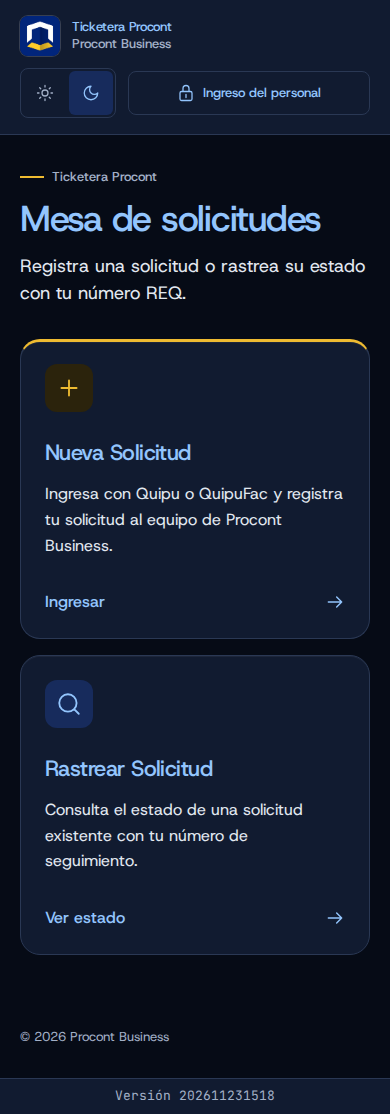 Ticketera Procont
Procont Business
Ingreso del personal
Ticketera Procont
Mesa de solicitudes
Registra una solicitud o rastrea su estado
con tu número REQ.
Nueva Solicitud
Ingresa con Quipu o QuipuFac y registra
tu solicitud al equipo de Procont
Business.
Ingresar
Rastrear Solicitud
Consulta el estado de una solicitud
existente con tu número de
seguimiento.
Ver estado
© 2026 Procont Business
Versión 202611231518